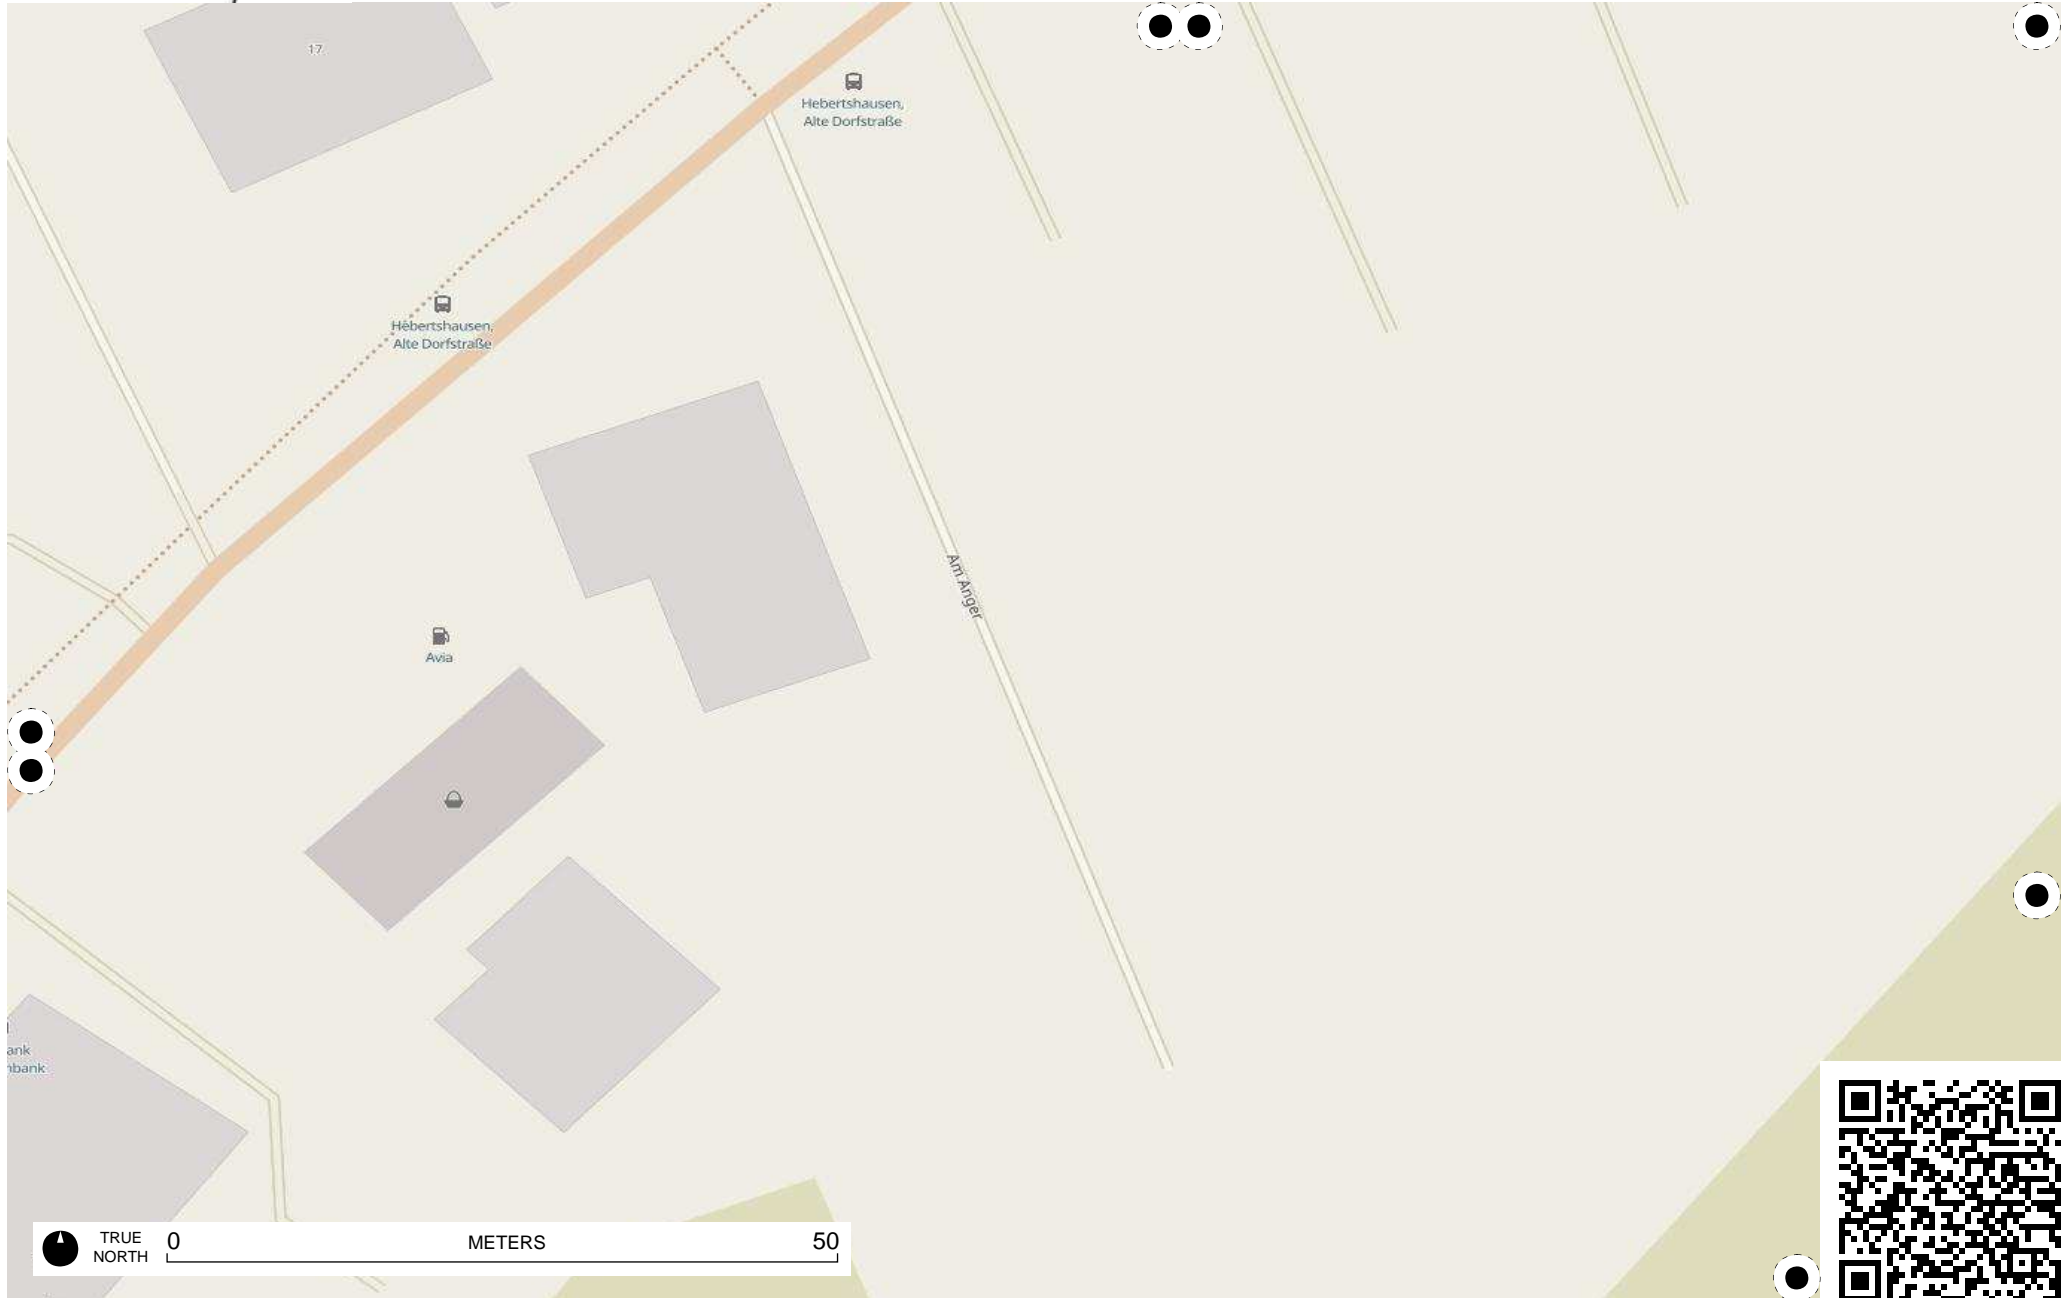 17
Hebertshausen,
Alte Dorfstraße
Hebertshausen,
Alte Dorfstraße
Am Anger
Avia
ank
nbank
TRUE
NORTH
0
METERS
50